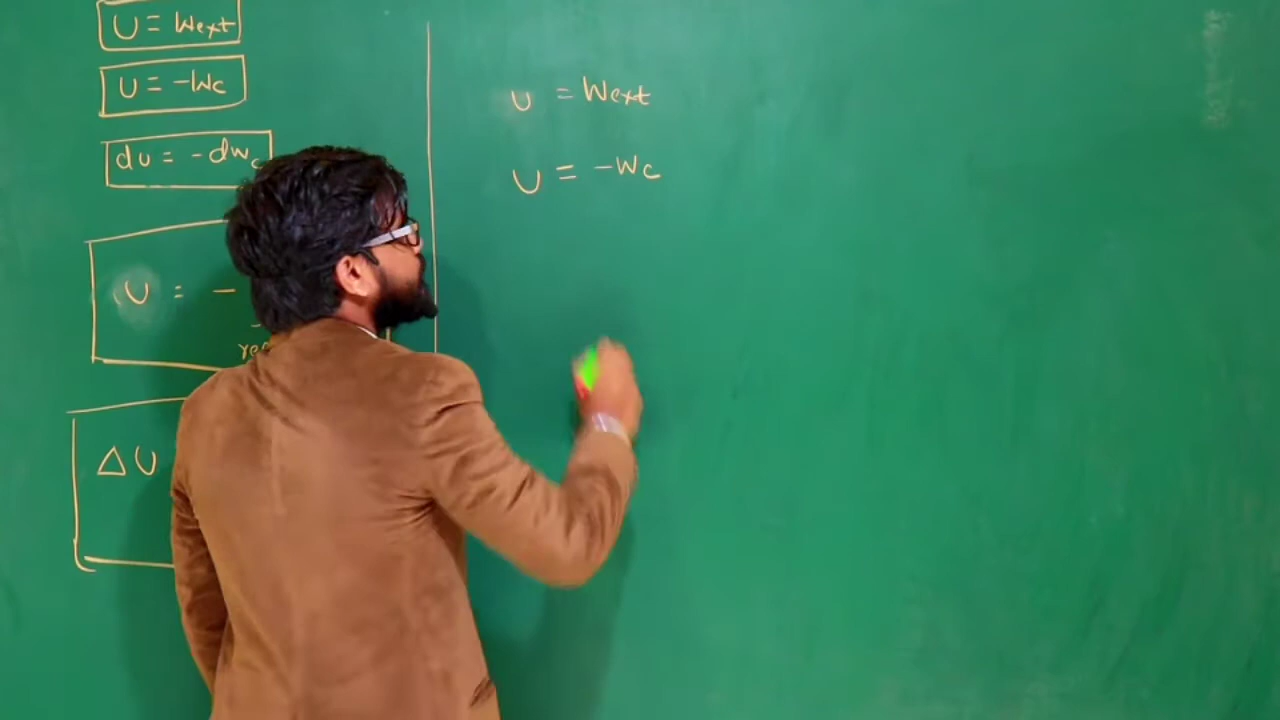 U = Wext
U = -Wc
du = -dwc
U = -
ΔU
U = Wext
U = -Wc